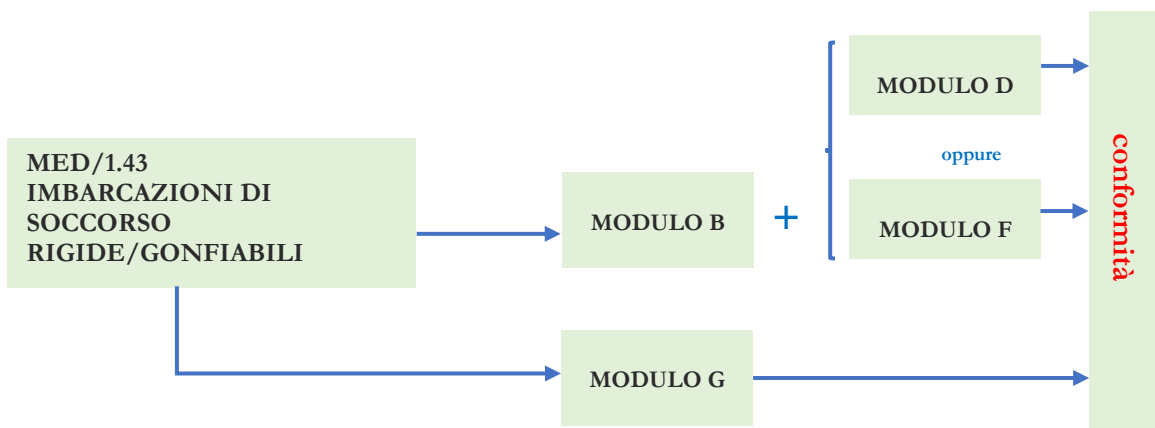 MED/1.43
IMBARCAZIONI DI
SOCCORSO
RIGIDE/GONFIABILI
MODULO B
+
MODULO D
oppure
MODULO F
MODULO G
conformità